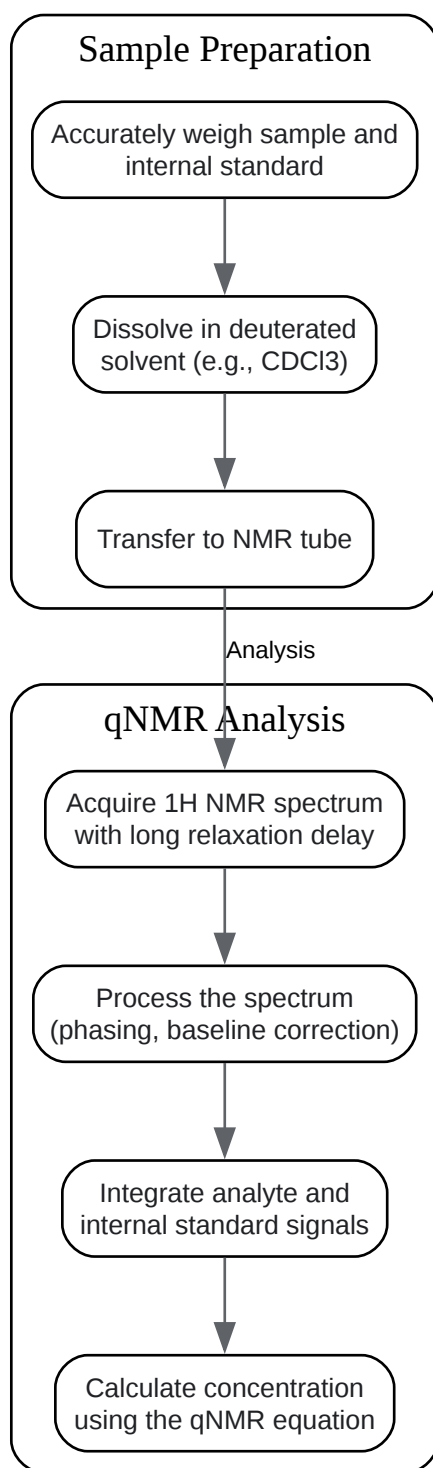 Sample Preparation
Accurately weigh sample and
internal standard
Dissolve in deuterated
solvent (e.g., CDCl3)
Transfer to NMR tube
Analysis
qNMR Analysis
Acquire 1H NMR spectrum
with long relaxation delay
Process the spectrum
(phasing, baseline correction)
Integrate analyte and
internal standard signals
Calculate concentration
using the qNMR equation